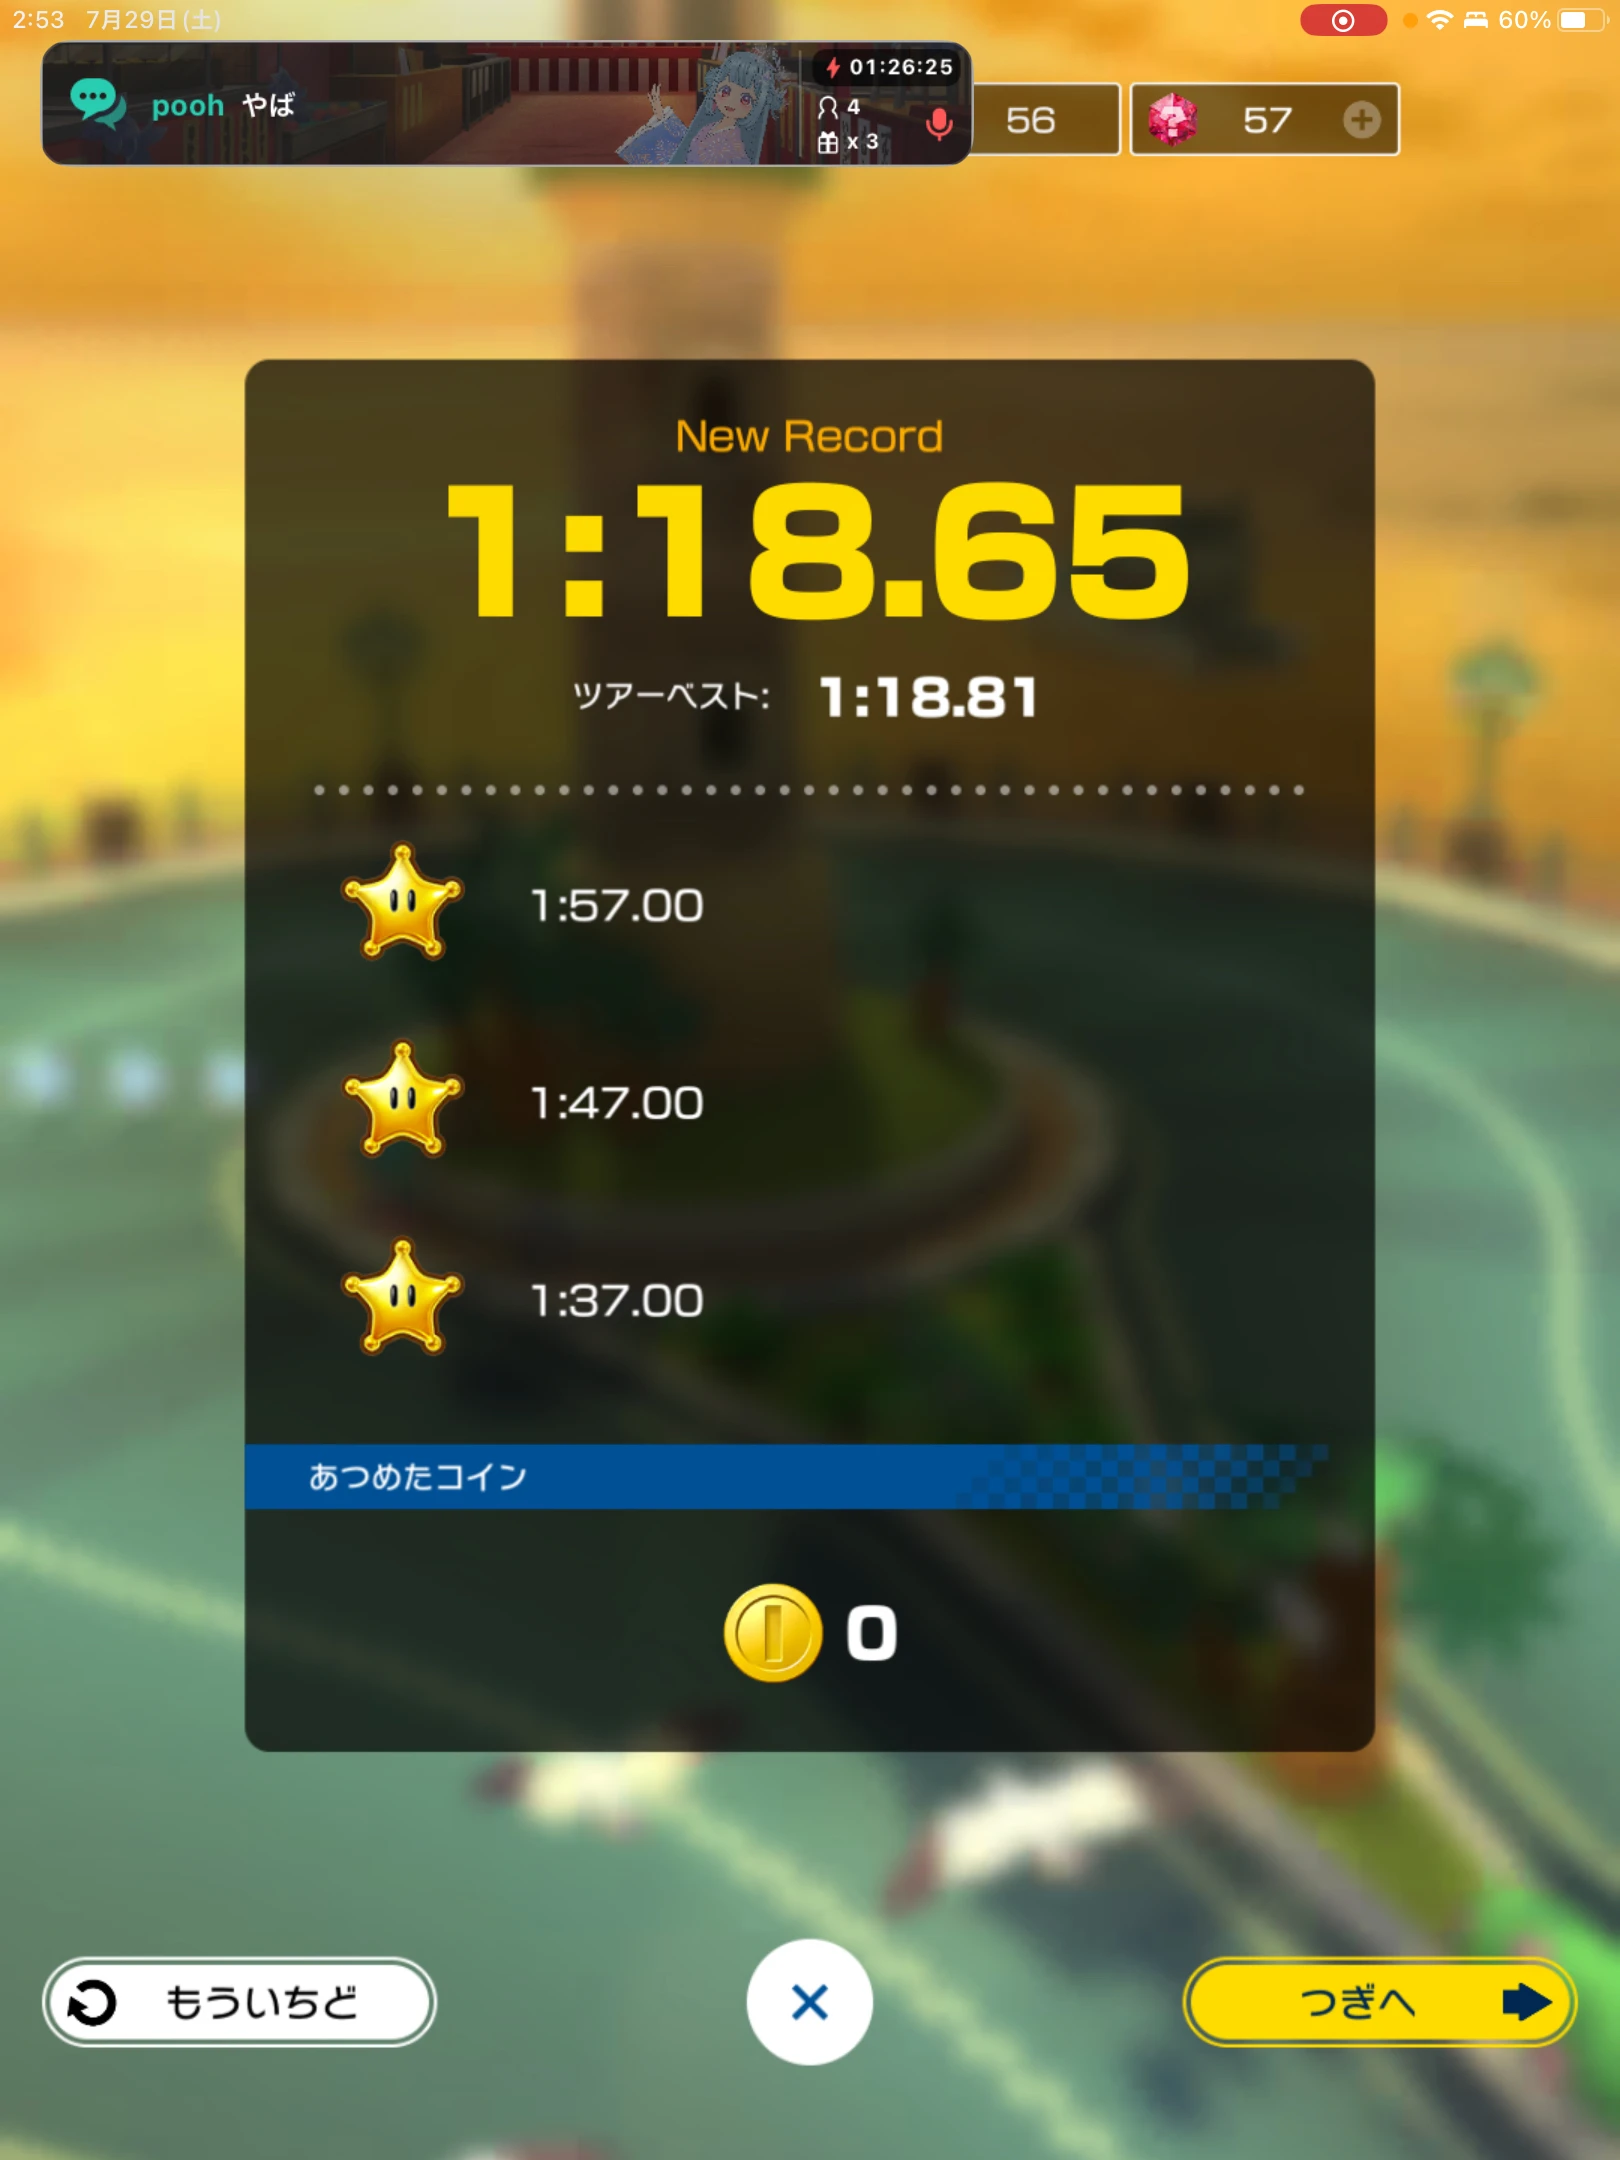 2:53 7月29日(土)
60%
pooh やば
01:26:25
4
x 3
56
57
New Record
1:18.65
ツアーベスト: 1:18.81
1:57.00
1:47.00
1:37.00
あつめたコイン
0
もういちど
つぎへ